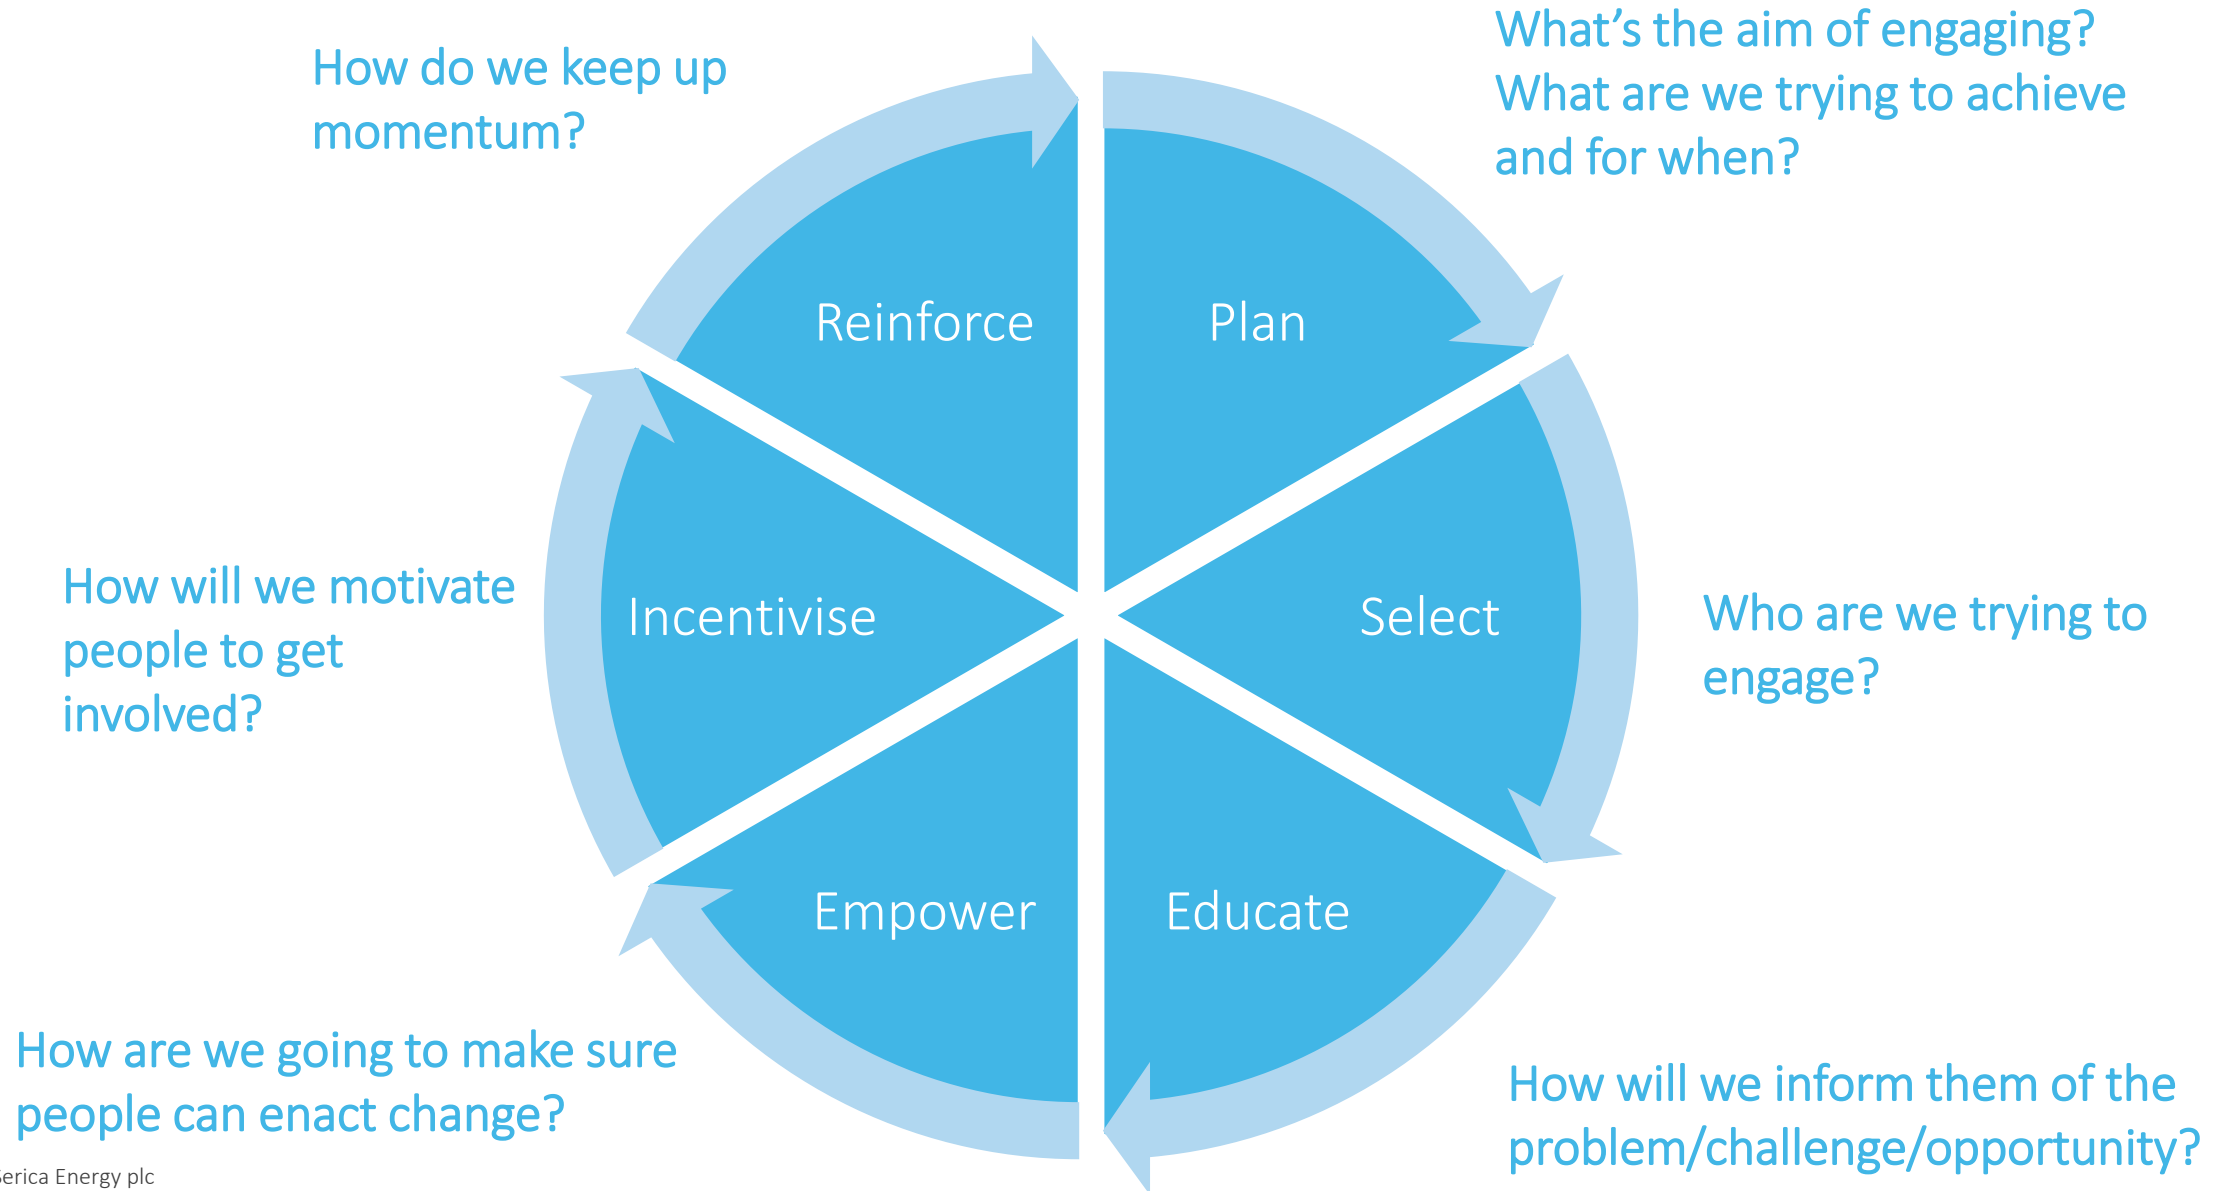 What's the aim of engaging?
What are we trying to achieve
and for when?
How do we keep up
momentum?
Reinforce
Plan
How will we motivate
people to get
involved?
Incentivise
Select
Who are we trying to
engage?
Empower
Educate
How are we going to make sure
people can enact change?
How will we inform them of the
problem/challenge/opportunity?
Serica Energy plc